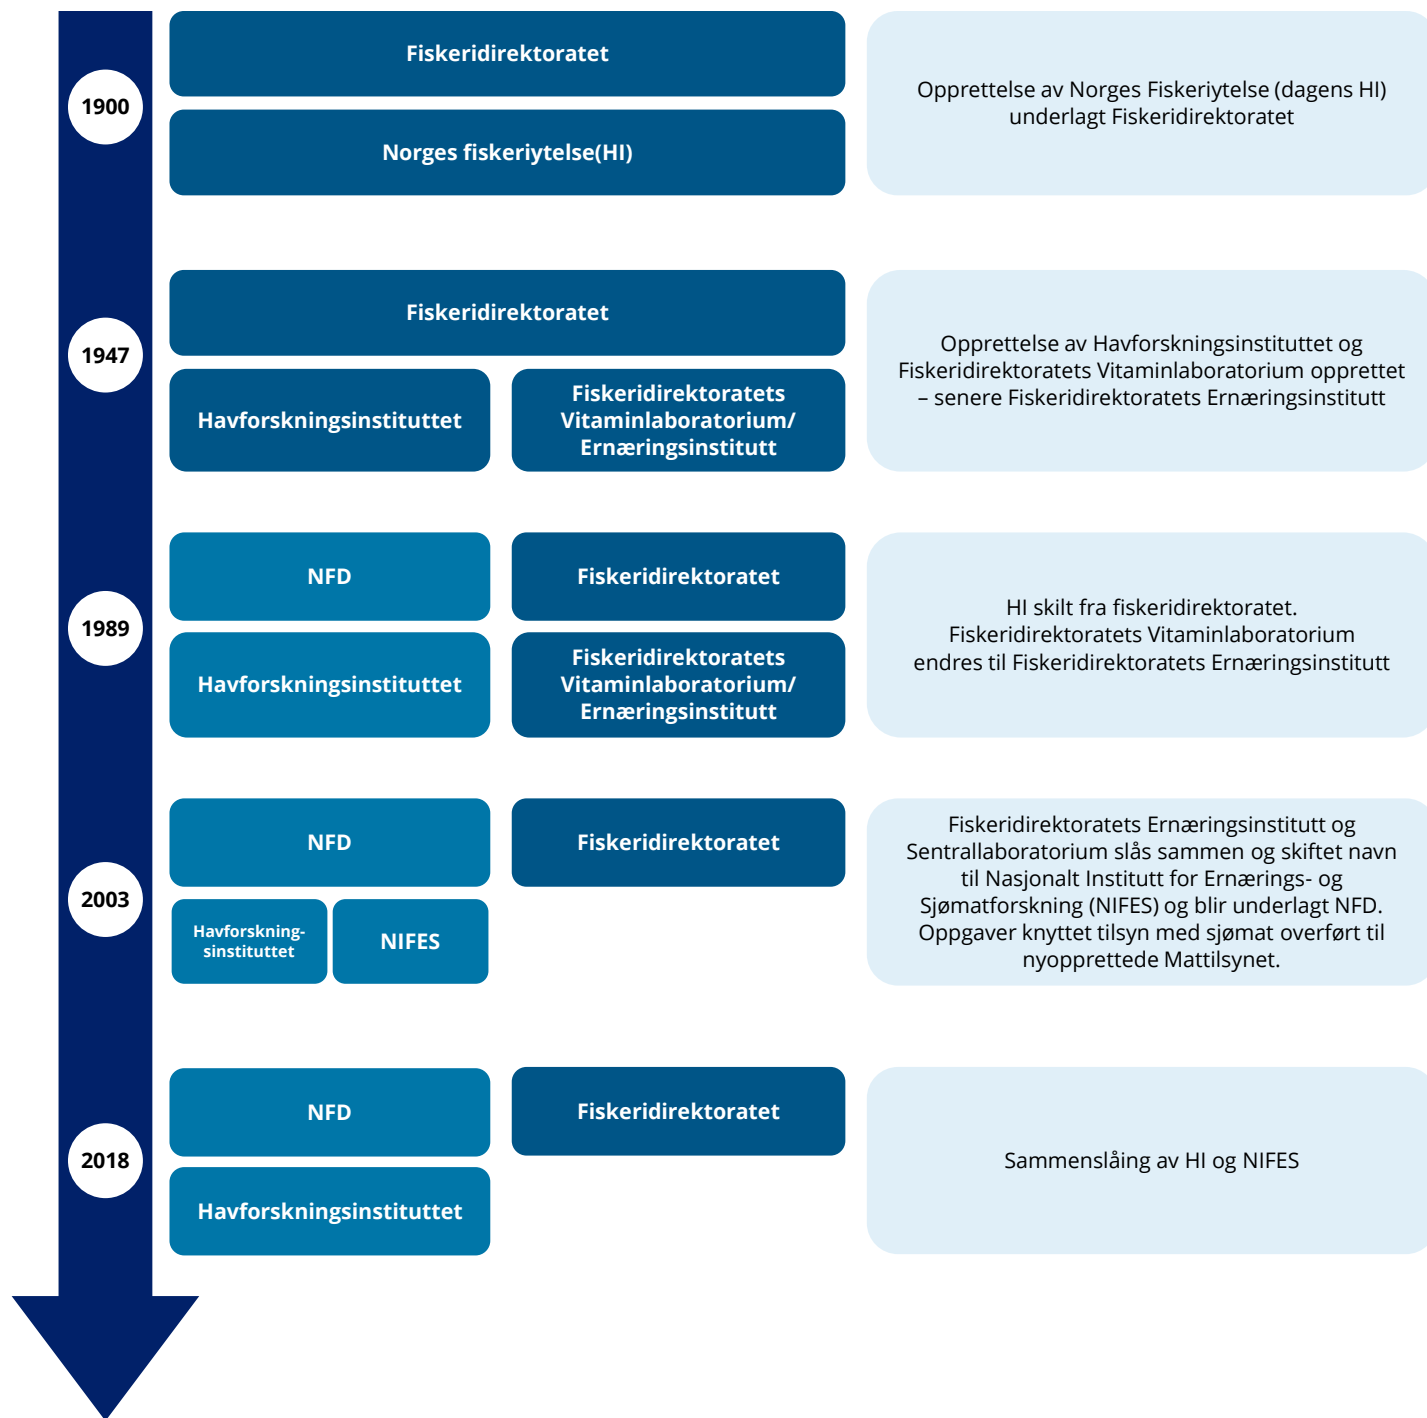 1900
Fiskeridirektoratet
Norges fiskeriytelse(HI)
Opprettelse av Norges Fiskeriytelse (dagens HI)
underlagt Fiskeridirektoratet
1947
Fiskeridirektoratet
Havforskningsinstituttet
Fiskeridirektoratets
Vitaminlaboratorium/
Ernæringsinstitutt
Opprettelse av Havforskningsinstituttet og
Fiskeridirektoratets Vitaminlaboratorium opprettet
– senere Fiskeridirektoratets Ernæringsinstitutt
1989
NFD
Fiskeridirektoratet
Havforskningsinstituttet
Fiskeridirektoratets
Vitaminlaboratorium/
Ernæringsinstitutt
HI skilt fra fiskeridirektoratet.
Fiskeridirektoratets Vitaminlaboratorium
endres til Fiskeridirektoratets Ernæringsinstitutt
2003
NFD
Fiskeridirektoratet
Havforskning-
sinstituttet
NIFES
Fiskeridirektoratets Ernæringsinstitutt og
Sentrallaboratorium slås sammen og skiftet navn
til Nasjonalt Institutt for Ernærings- og
Sjømatforskning (NIFES) og blir underlagt NFD.
Oppgaver knyttet tilsyn med sjømat overført til
nyopprettede Mattilsynet.
2018
NFD
Fiskeridirektoratet
Havforskningsinstituttet
Sammenslåing av HI og NIFES